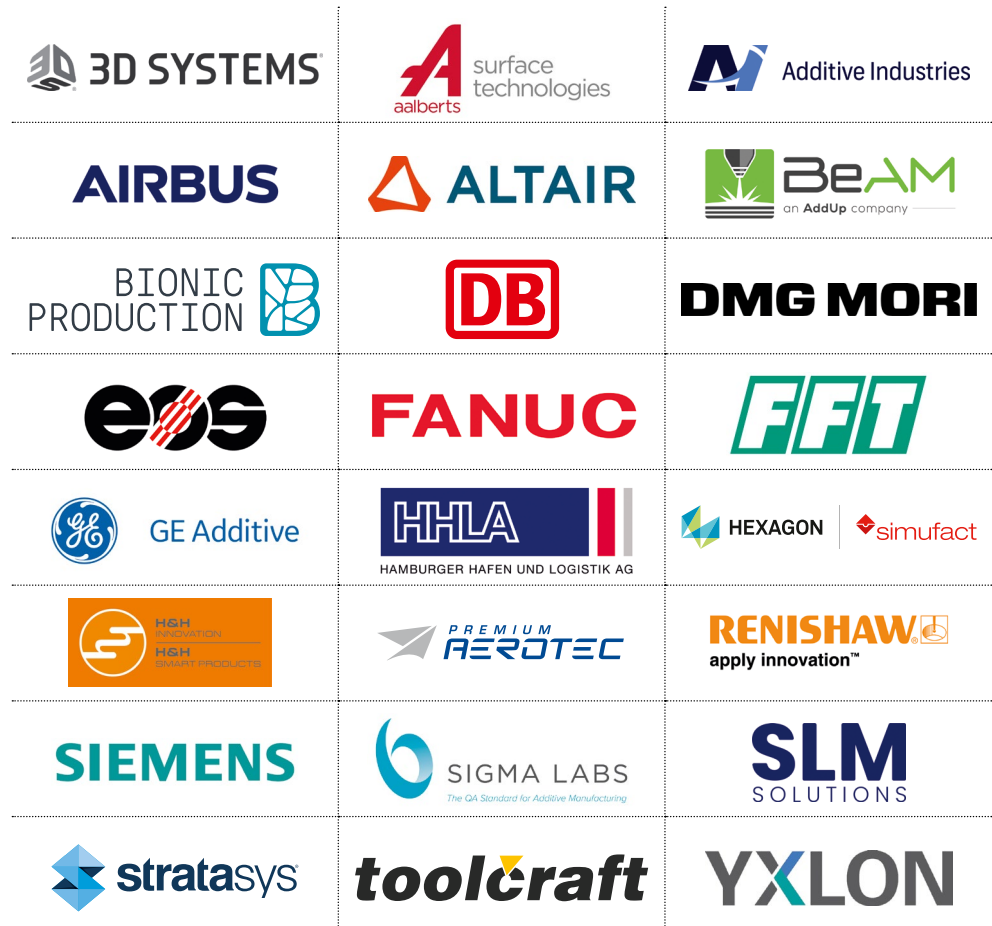 3D SYSTEMS®
aalberts
surface
technologies
Additive Industries
AIRBUS
ALTAIR
BeAM
an AddUp company
BIONIC
PRODUCTION
DB
DMG MORI
eos
FANUC
FFT
GE
GE Additive
HHLA
HAMBURGER HAFEN UND LOGISTIK AG
HEXAGON
simufact
H&H
INNOVATION
H&H
SMART PRODUCTS
PREMIUM
AEROTEC
RENISHAW®
apply innovation™
SIEMENS
SIGMA LABS
The QA Standard for Additive Manufacturing
SLM
SOLUTIONS
stratasys®
toolcraft
YXLON